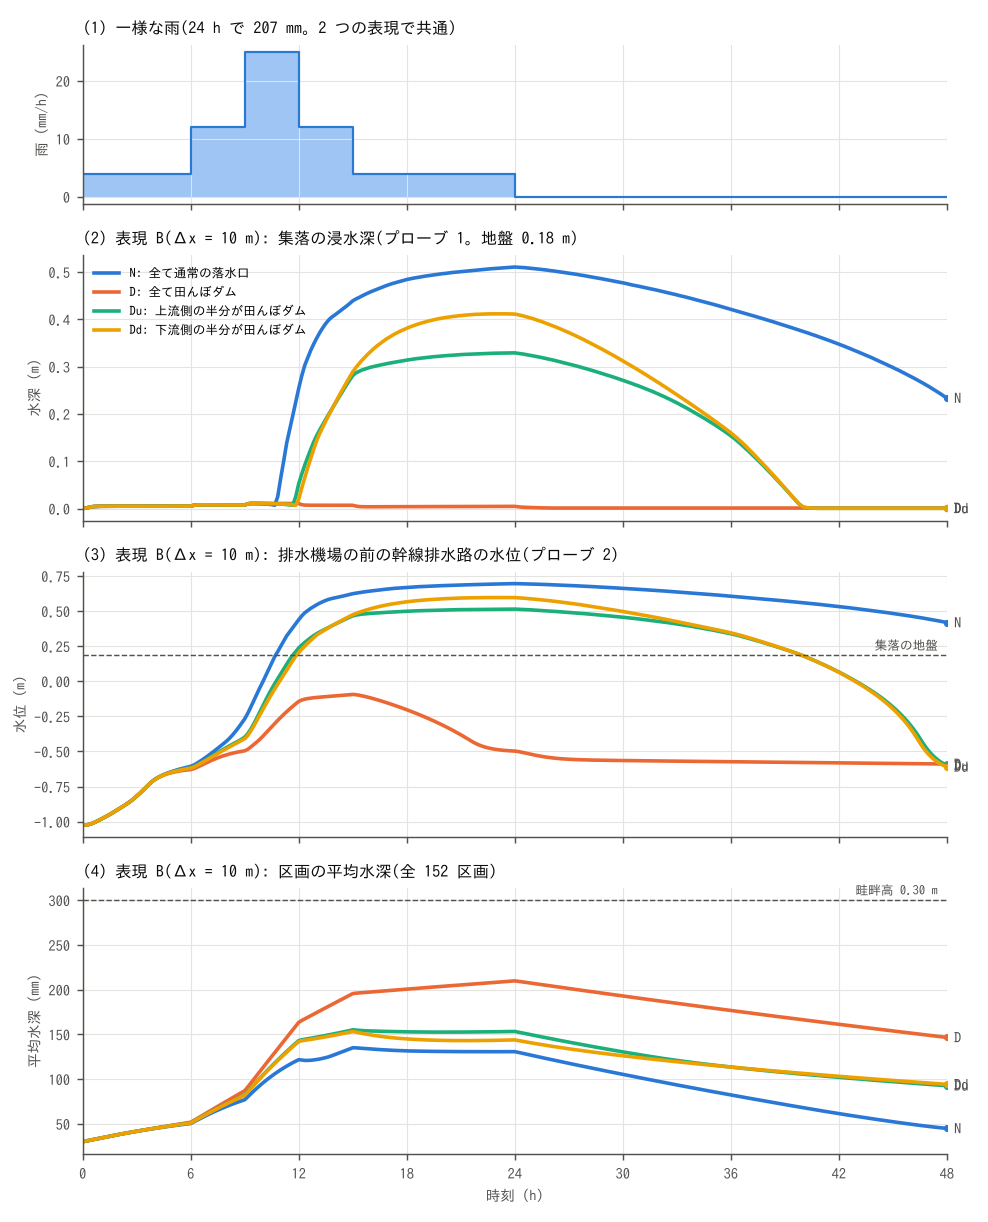 (1) 一様な雨(24 h で 207 mm。2 つの表現で共通)
雨 (mm/h)
20
10
0
(2) 表現 B(Δx = 10 m): 集落の浸水深(プローブ 1。地盤 0.18 m)
水深 (m)
0.5
0.4
0.3
0.2
0.1
0.0
N: 全て通常の落水口
D: 全て田んぼダム
Du: 上流側の半分が田んぼダム
Dd: 下流側の半分が田んぼダム
N
Dd
(3) 表現 B(Δx = 10 m): 排水機場の前の幹線排水路の水位(プローブ 2)
水位 (m)
0.75
0.50
0.25
0.00
-0.25
-0.50
-0.75
-1.00
集落の地盤
N
(4) 表現 B(Δx = 10 m): 区画の平均水深(全 152 区画)
平均水深 (mm)
300
250
200
150
100
50
畦畔高 0.30 m
D
N
0 6 12 18 24 30 36 42 48
時刻 (h)